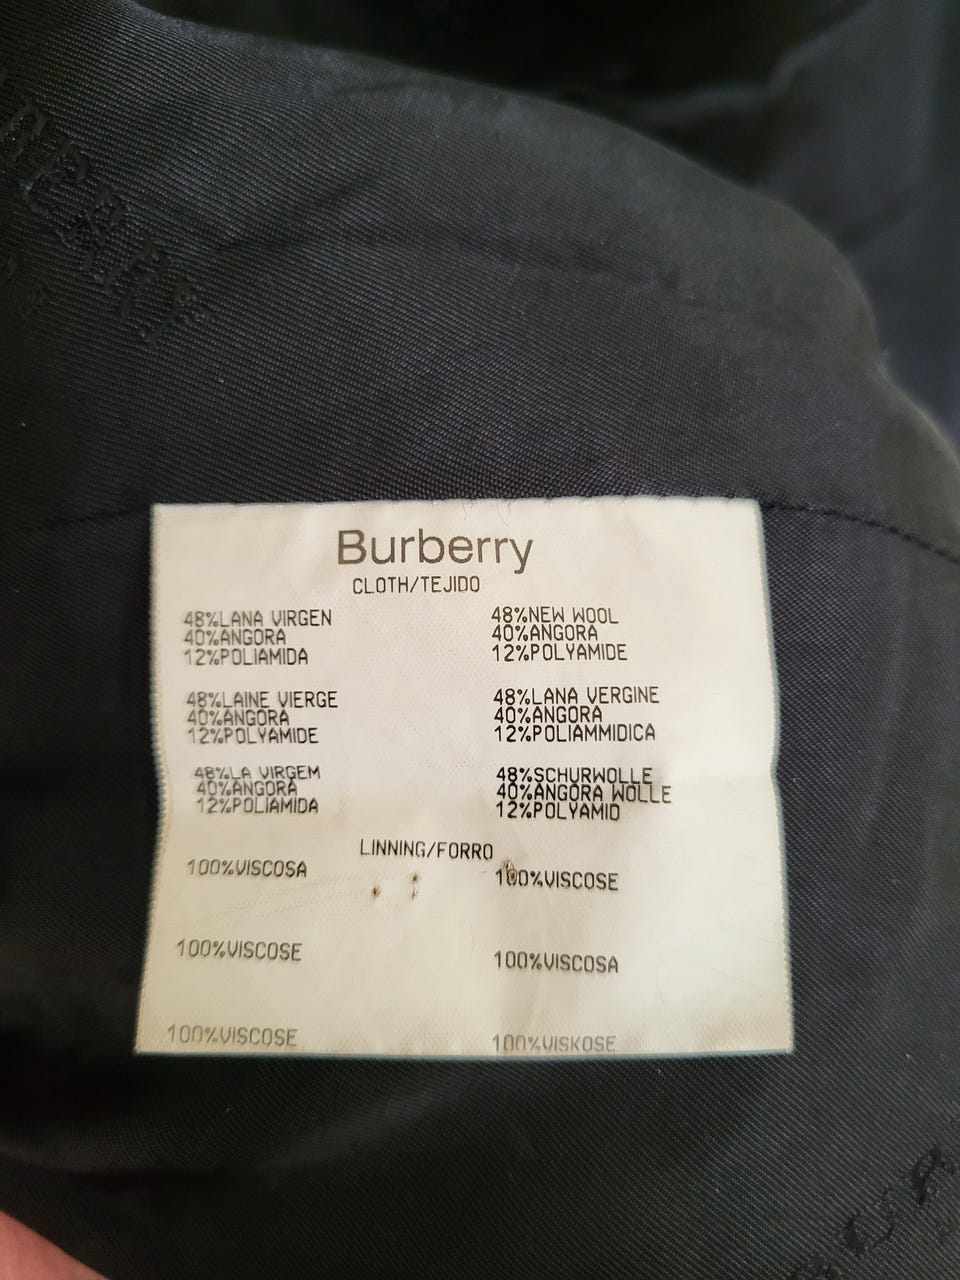 Burberry
CLOTH/TEJIDO
48%LANA VIRGEN
40%ANGORA
12%POLIAMIDA
48%NEW WOOL
40%ANGORA
12%POLYAMIDE
48%LAINE VIERGE
40%ANGORA
12%POLYAMIDE
48%LANA VERGINE
40%ANGORA
12%POLIAMMIDICA
48%LA VIRGEM
40%ANGORA
12%POLIAMIDA
48%SCHURWOLLE
40%ANGORA WOLLE
12%POLYAMID
LINNING/FORRO
100%VISCOSA
100%VISCOSE
100%VISCOSE
100%VISCOSA
100%VISCOSE
100%VISKOSE